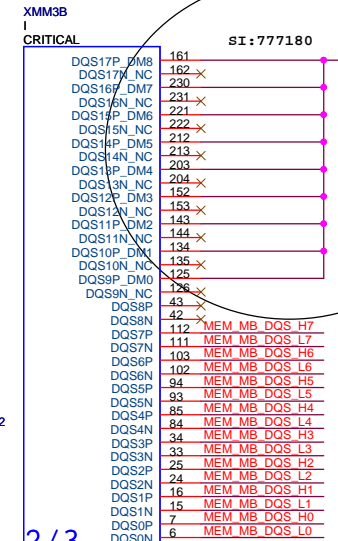 XMM3B
I
CRITICAL
SI:777180
DQS17P_DM8 161
DQS17N_NC 162
DQS16P_DM7 230
DQS16N_NC 231
DQS15P_DM6 221
DQS15N_NC 222
DQS14P_DM5 212
DQS14N_NC 213
DQS13P_DM4 203
DQS13N_NC 204
DQS12P_DM3 152
DQS12N_NC 153
DQS11P_DM2 143
DQS11N_NC 144
DQS10P_DM1 134
DQS10N_NC 135
DQS9P_DM0 125
DQS9N_NC 126
DQS8P 43
DQS8N 42
DQS7P 112 MEM_MB_DQS_H7
DQS7N 111 MEM_MB_DQS_L7
DQS6P 103 MEM_MB_DQS_H6
DQS6N 102 MEM_MB_DQS_L6
DQS5P 94 MEM_MB_DQS_H5
DQS5N 93 MEM_MB_DQS_L5
DQS4P 85 MEM_MB_DQS_H4
DQS4N 84 MEM_MB_DQS_L4
DQS3P 34 MEM_MB_DQS_H3
DQS3N 33 MEM_MB_DQS_L3
DQS2P 25 MEM_MB_DQS_H2
DQS2N 24 MEM_MB_DQS_L2
DQS1P 16 MEM_MB_DQS_H1
DQS1N 15 MEM_MB_DQS_L1
DQS0P 7 MEM_MB_DQS_H0
DQS0N 6 MEM_MB_DQS_L0
2
2/3